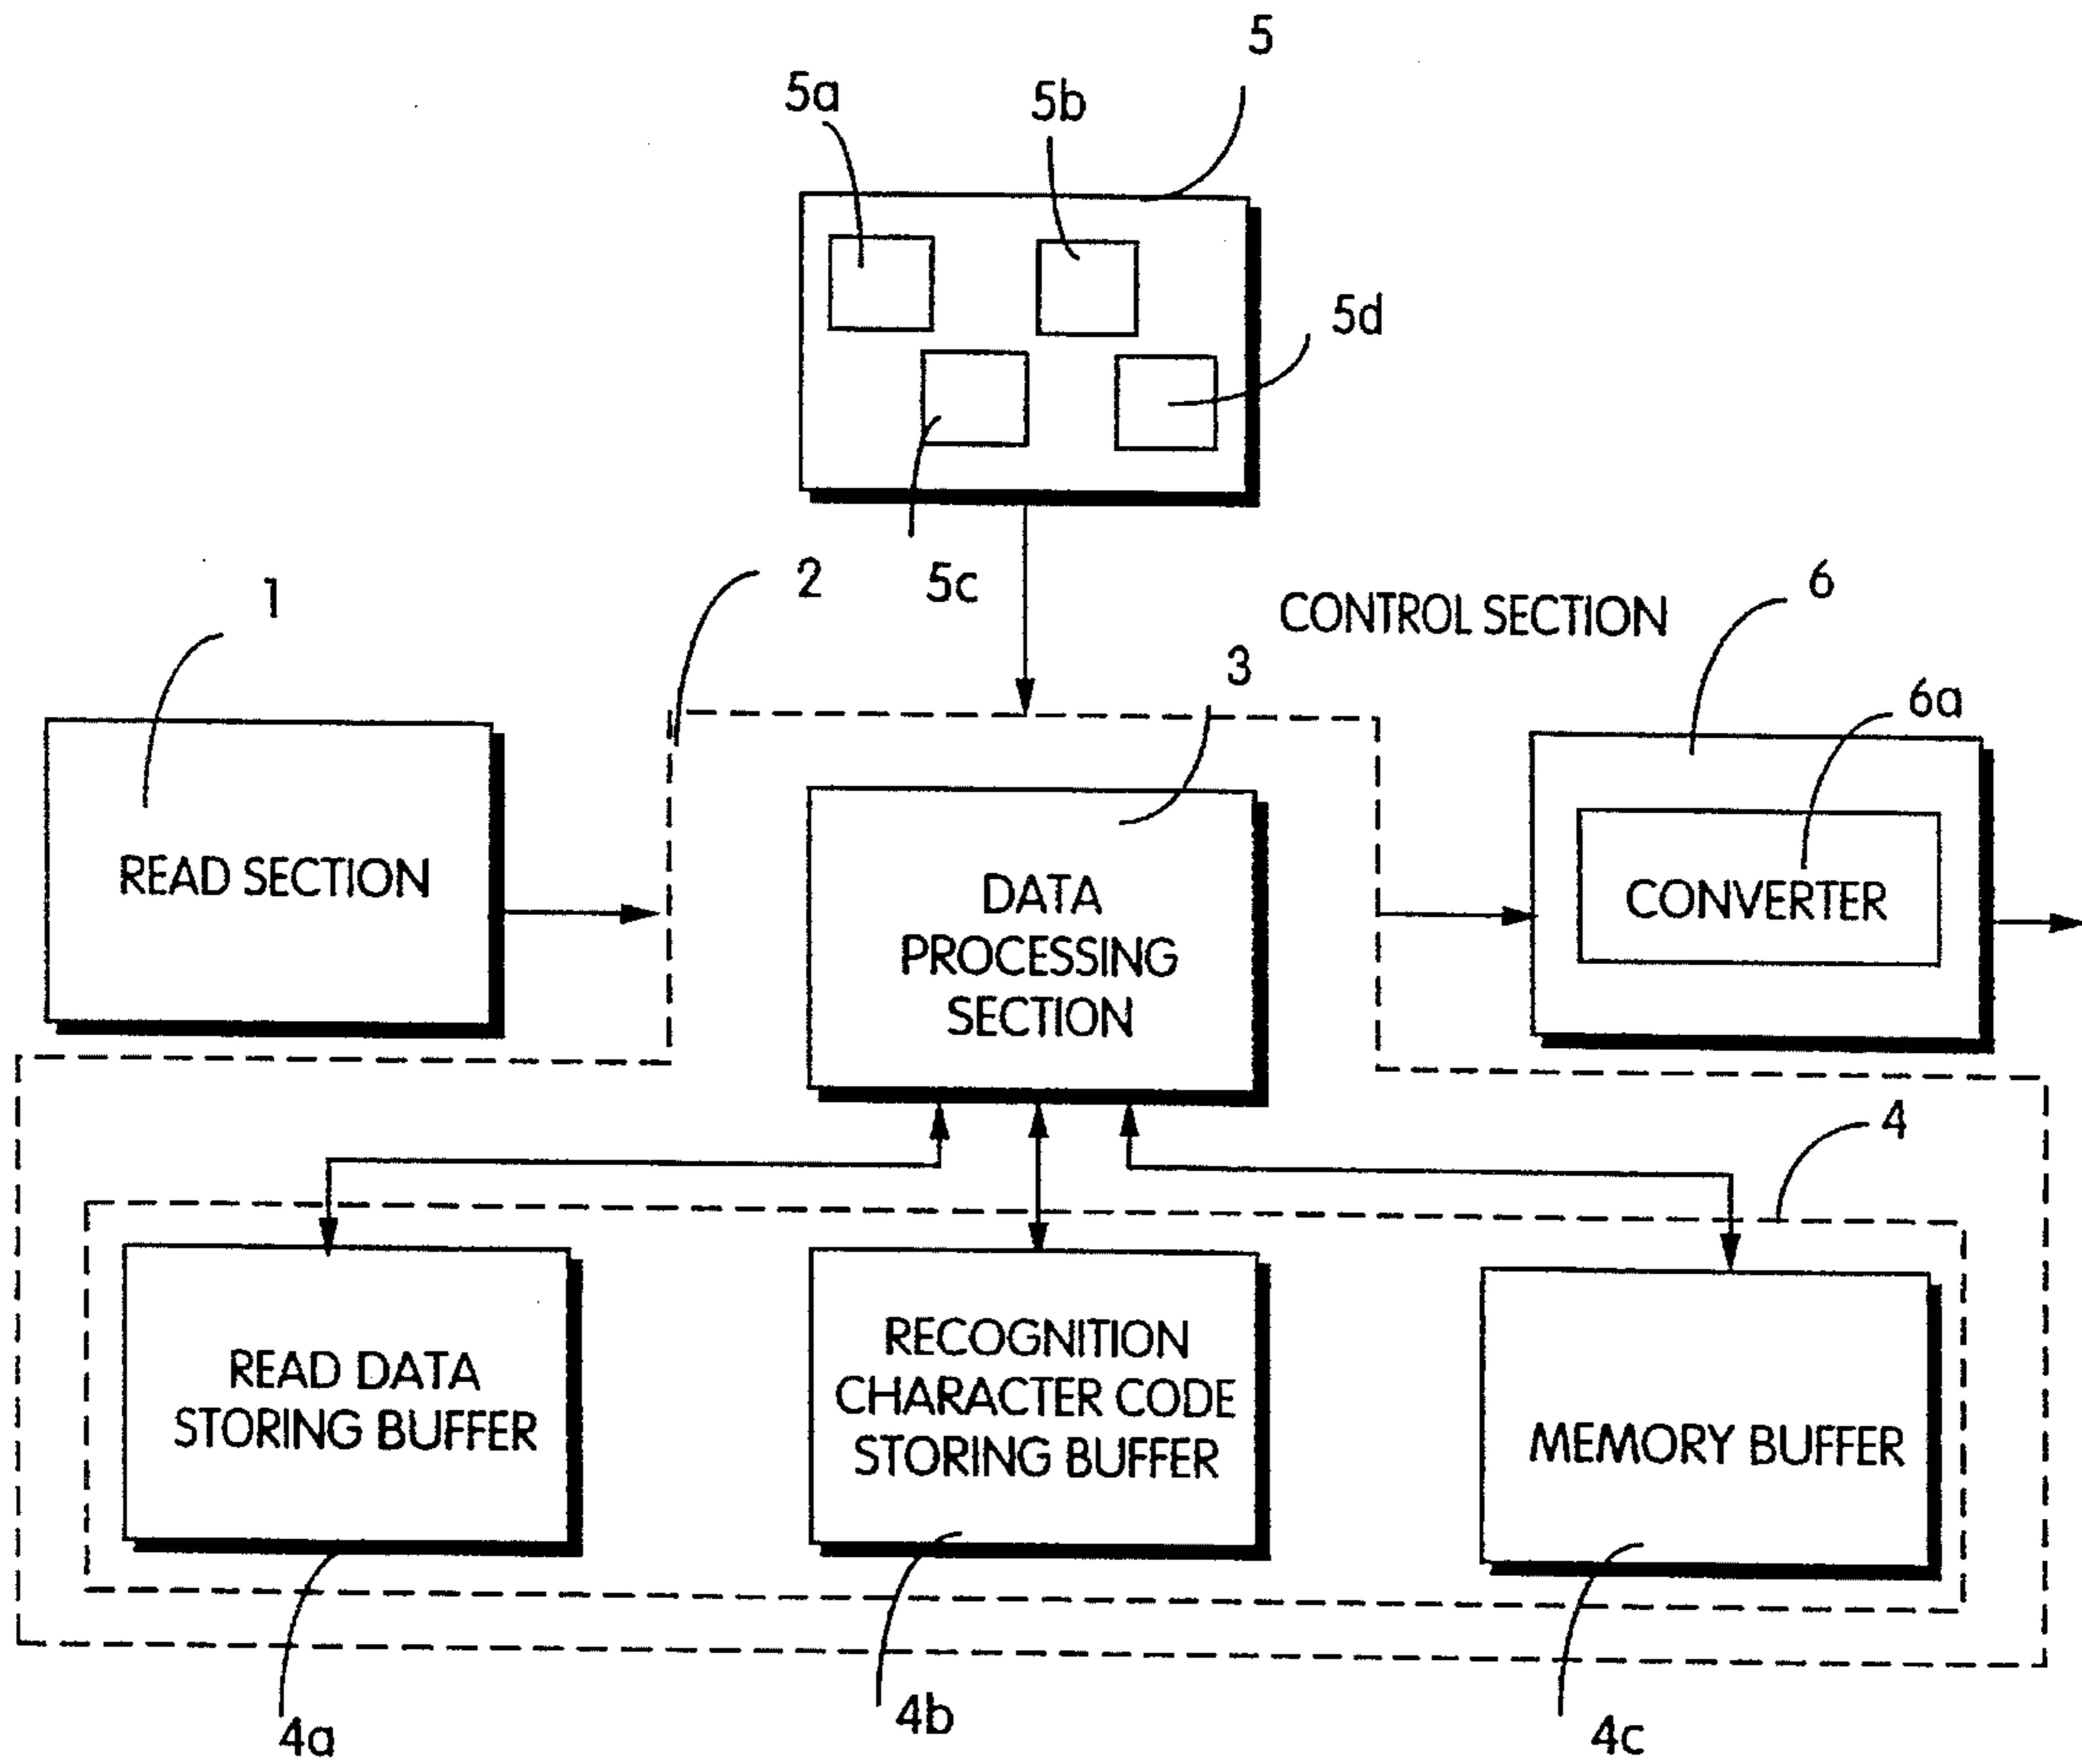 5
5a
5b
5d
5c
2
1
CONTROL SECTION
6
3
6a
READ SECTION
DATA
PROCESSING
SECTION
CONVERTER
4
READ DATA
STORING BUFFER
RECOGNITION
CHARACTER CODE
STORING BUFFER
MEMORY BUFFER
4a
4b
4c